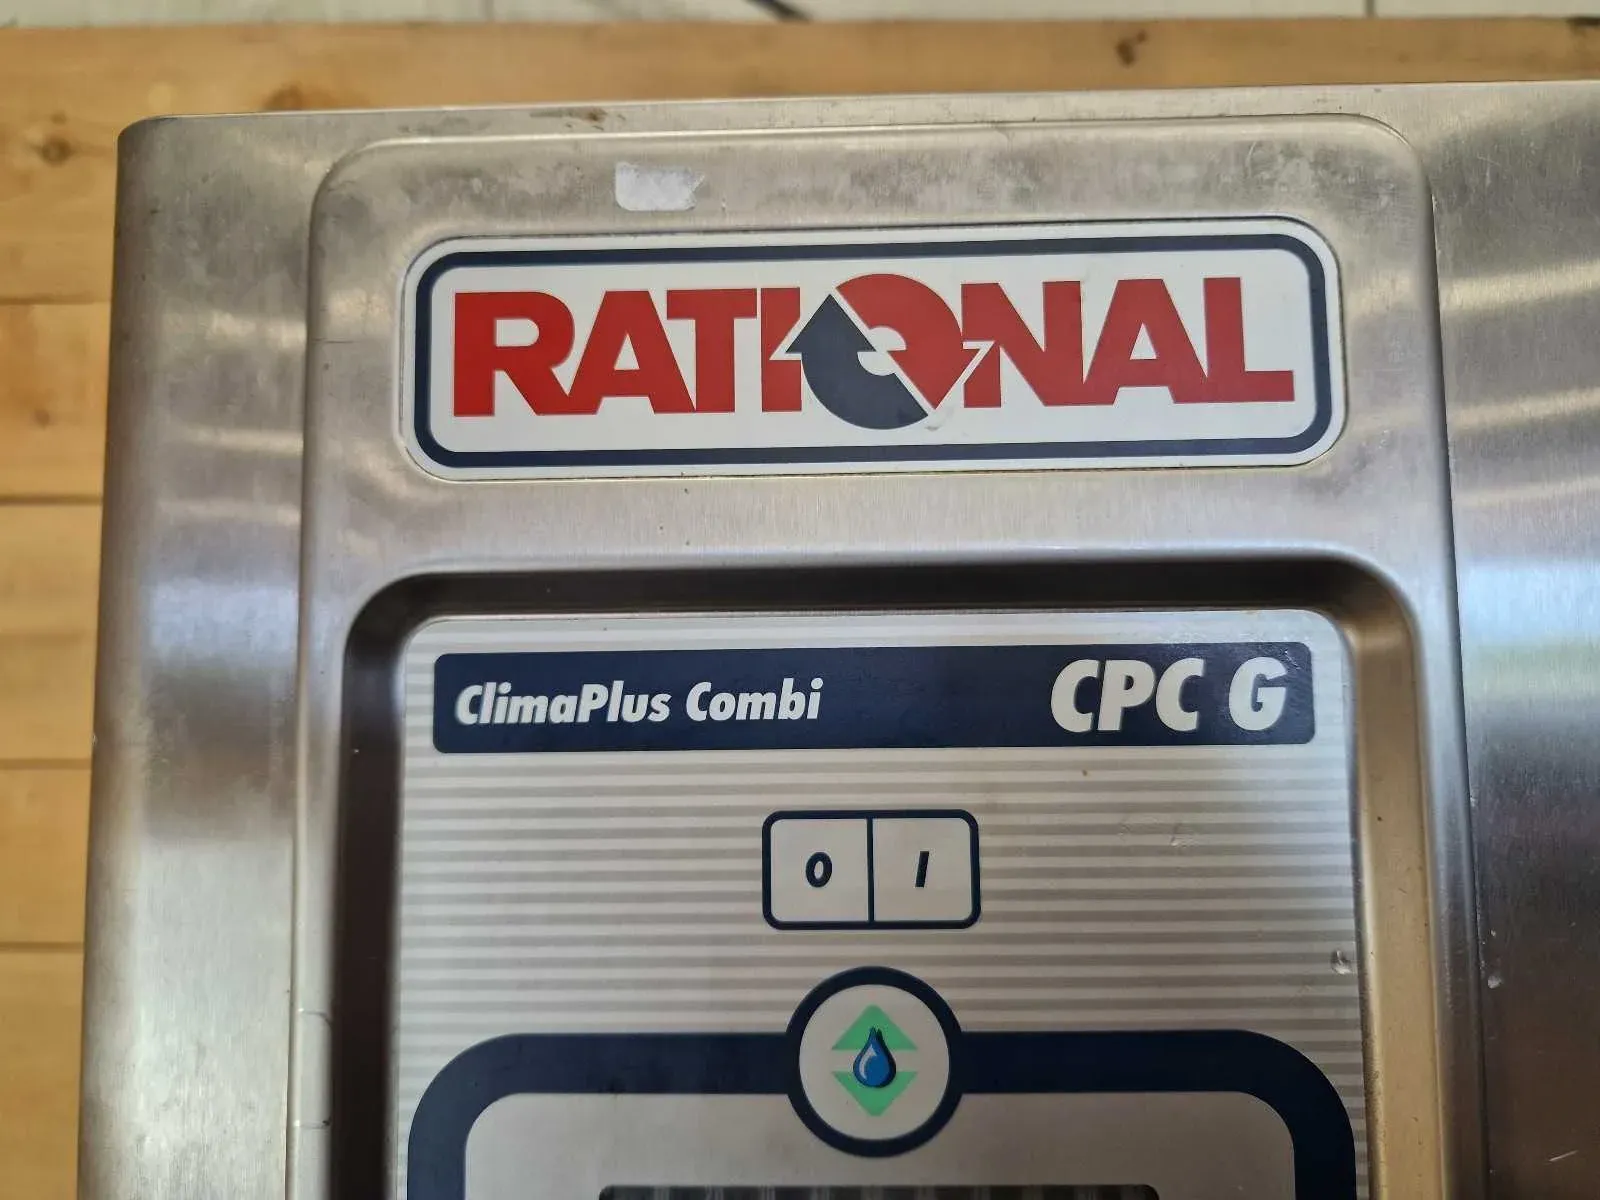 RATIONAL
ClimaPlus Combi CPC G
0 I